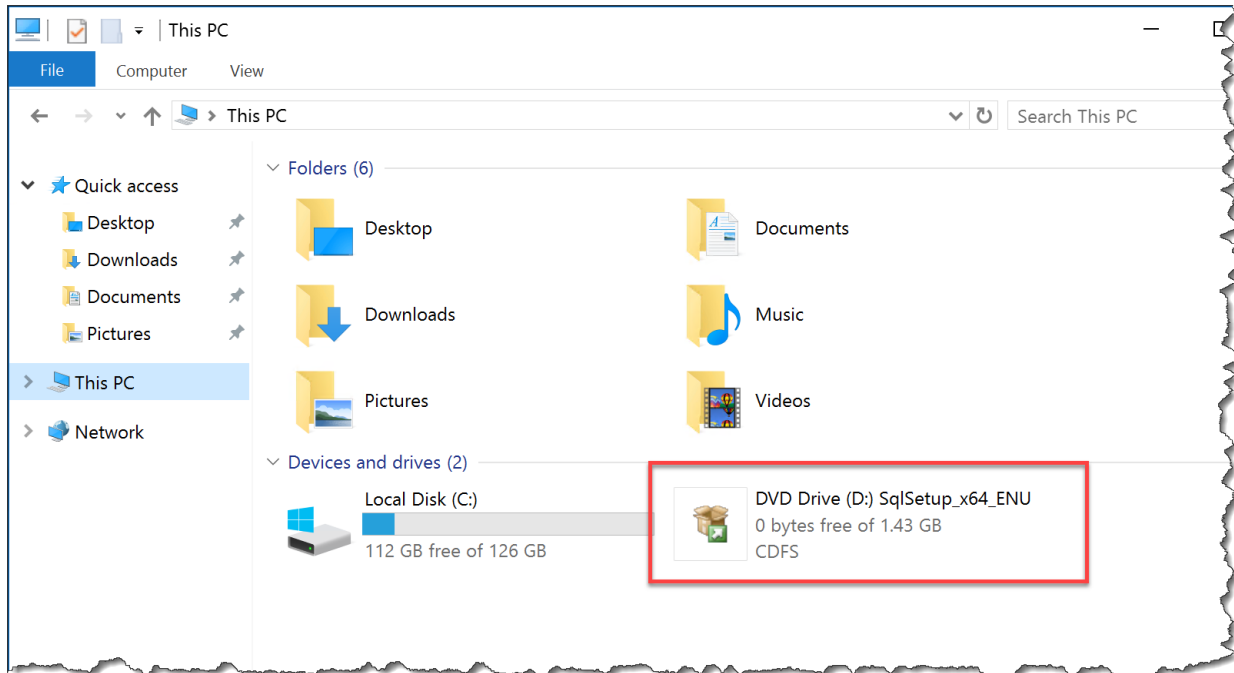 This PC
File Computer View
This PC
Search This PC
Quick access
Desktop
Downloads
Documents
Pictures
This PC
Network
Folders (6)
Desktop
Documents
Downloads
Music
Pictures
Videos
Devices and drives (2)
Local Disk (C:)
112 GB free of 126 GB
DVD Drive (D:) SqlSetup_x64_ENU
0 bytes free of 1.43 GB
CDFS